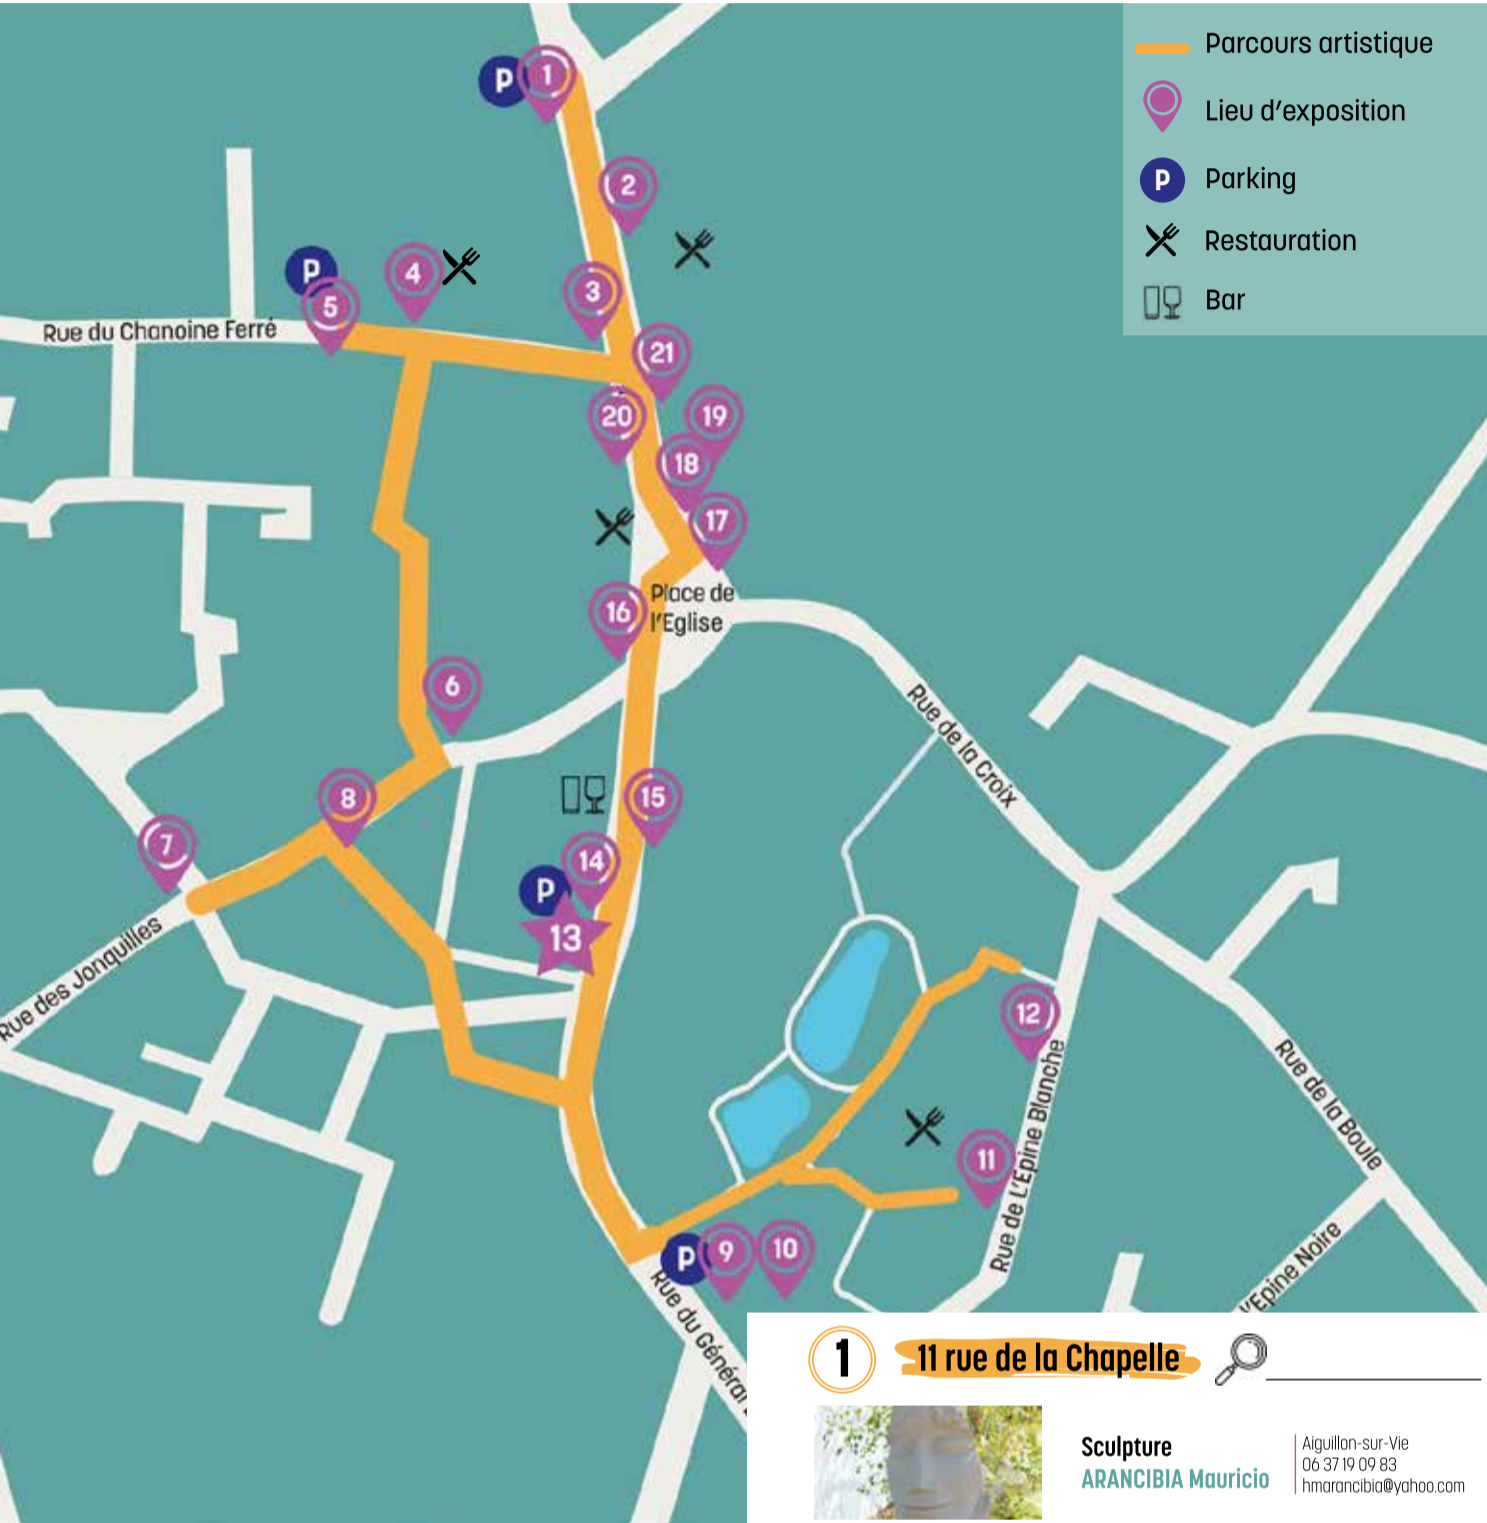 Parcours artistique
Lieu d'exposition
P Parking
Restauration
Bar
P 1
2
P
4
5
3
Rue du Chanoine Ferré
21
20
19
18
17
Place de
l'Eglise
16
6
Rue de la Croix
8
15
7
14
P
13
Rue des Jonquilles
12
Rue de L'Epine Blanche
Rue de la Boule
11
P 9 10
l'Epine Noire
Rue du Général
1 11 rue de la Chapelle
Sculpture
ARANCIBIA Mauricio
Aiguillon-sur-Vie
06 37 19 09 83
hmarancibia@yahoo.com